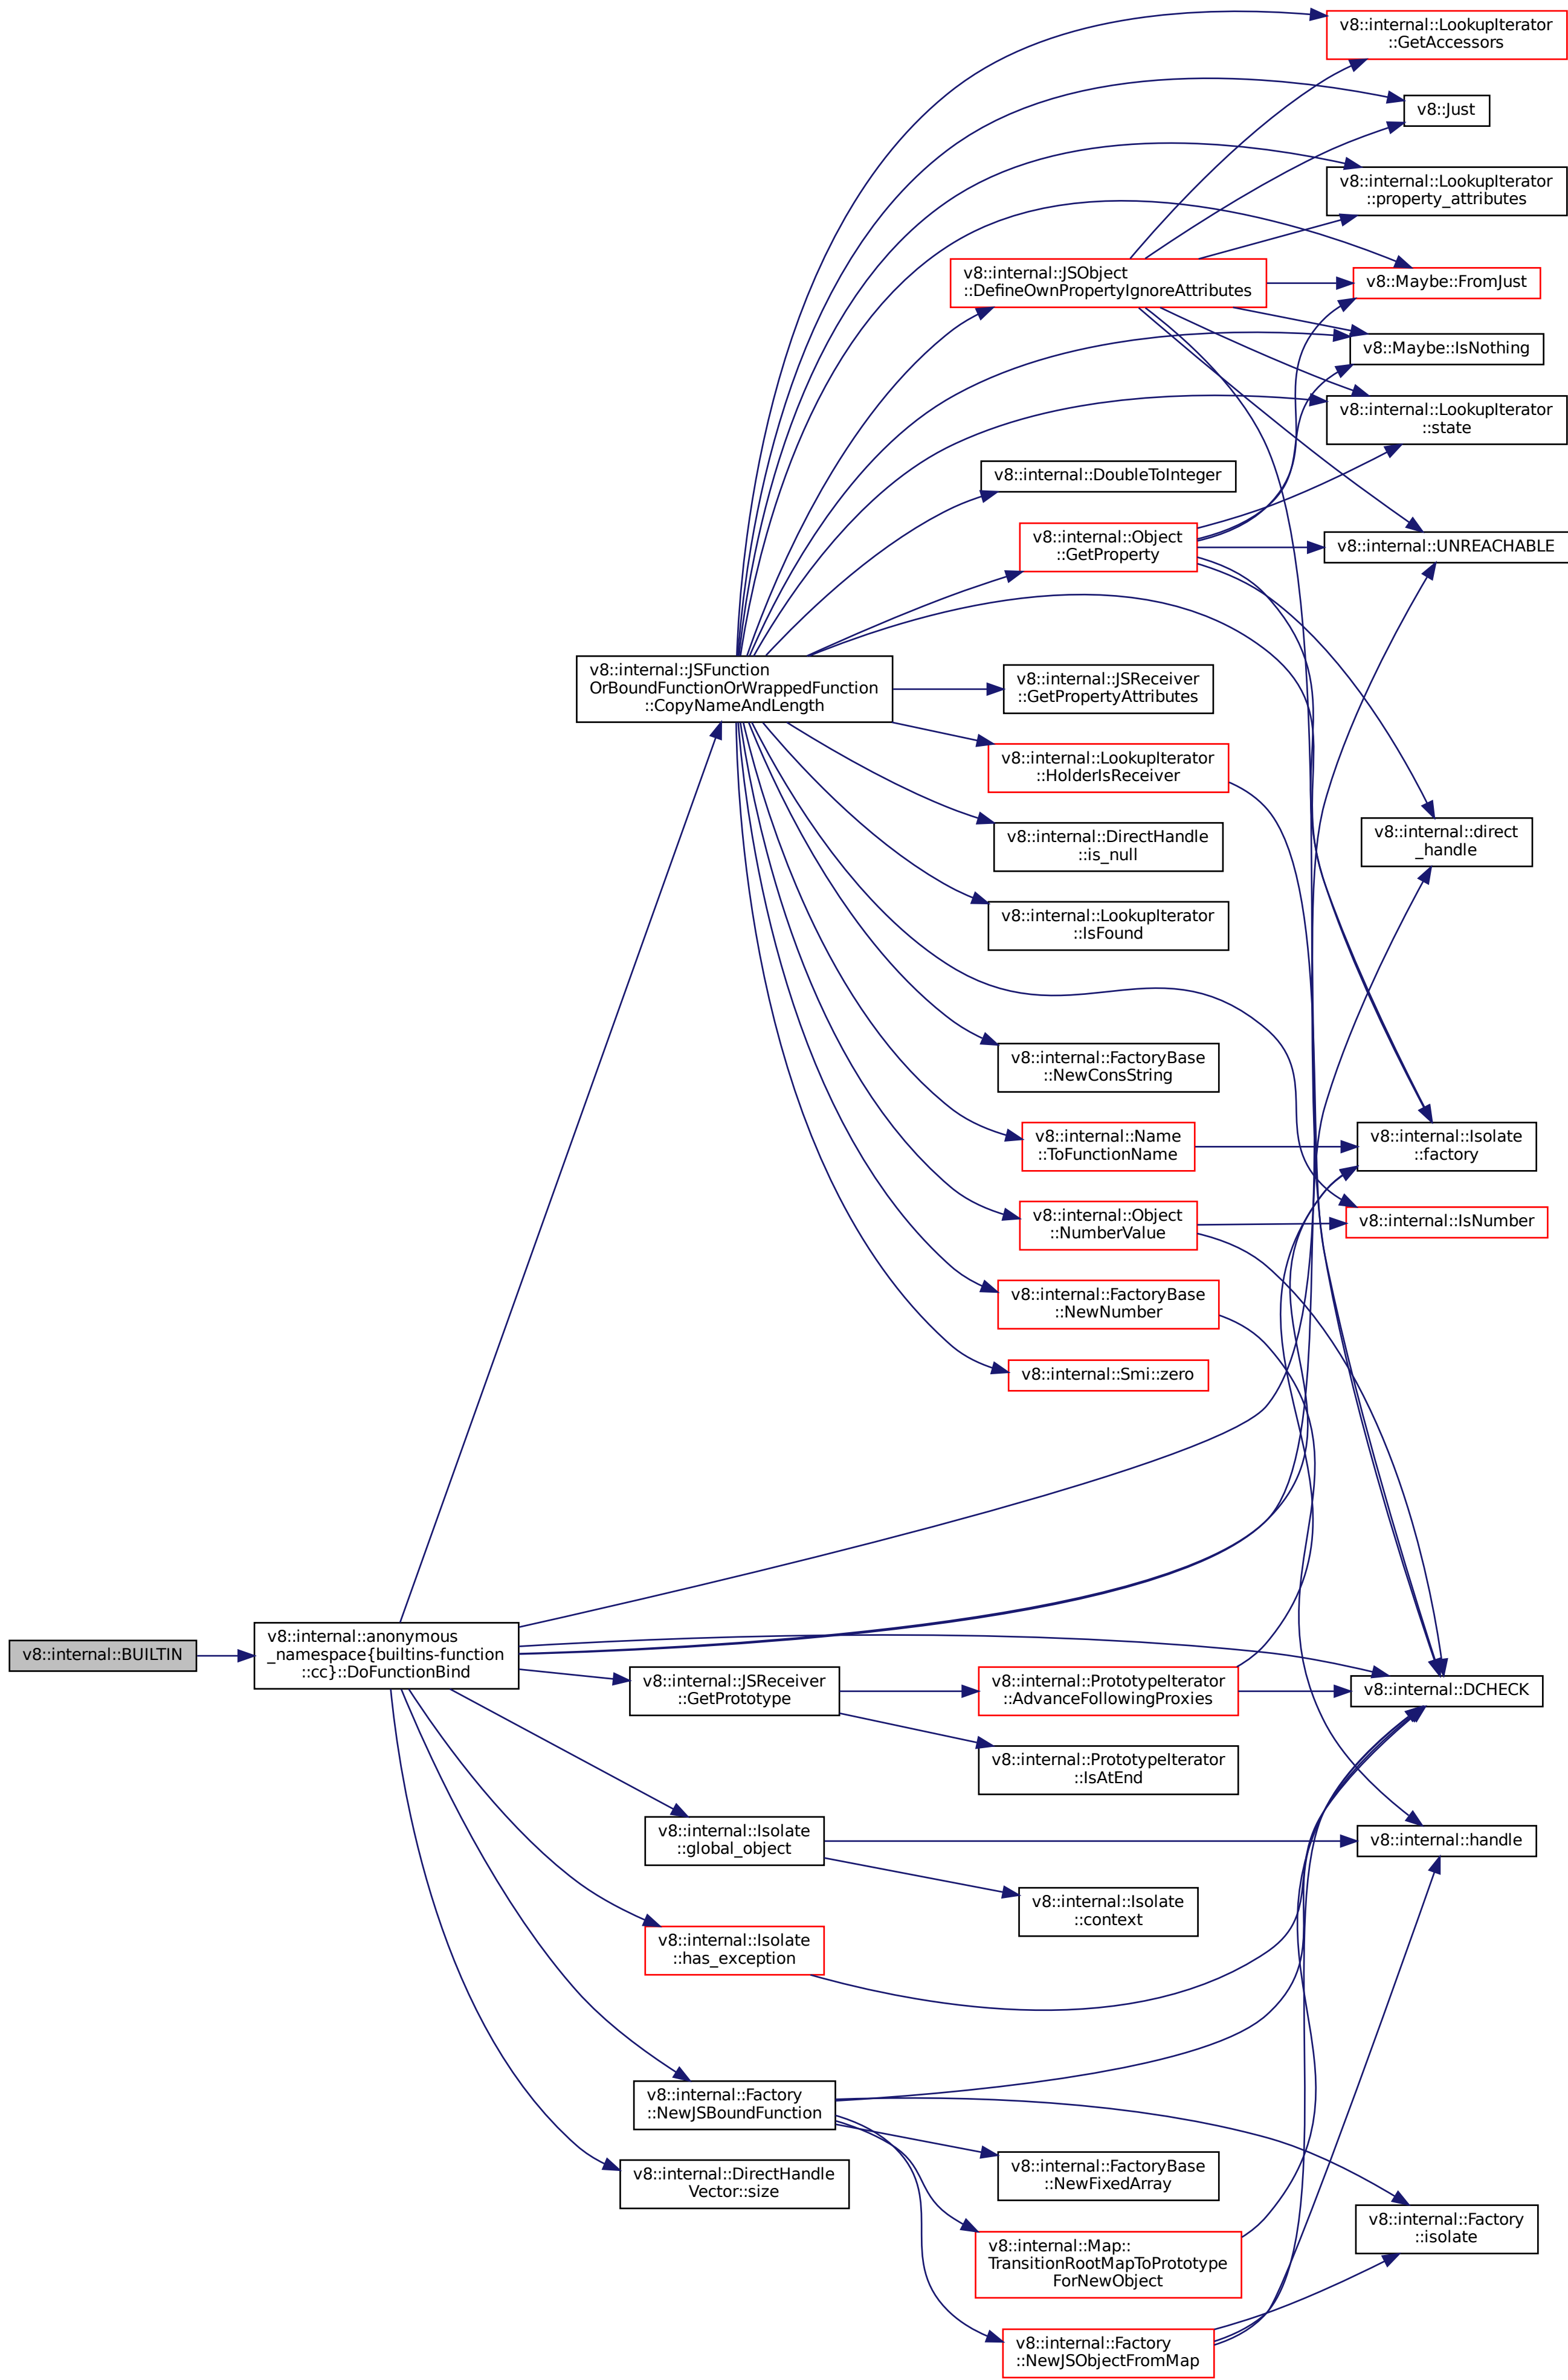 v8::internal::LookupIterator
::GetAccessors
v8::Just
v8::internal::LookupIterator
::property_attributes
v8::internal::JSObject
::DefineOwnPropertyIgnoreAttributes
v8::Maybe::FromJust
v8::Maybe::IsNothing
v8::internal::LookupIterator
::state
v8::internal::DoubleToInteger
v8::internal::Object
::GetProperty
v8::internal::UNREACHABLE
v8::internal::JSFunction
OrBoundFunctionOrWrappedFunction
::CopyNameAndLength
v8::internal::JSReceiver
::GetPropertyAttributes
v8::internal::LookupIterator
::HolderIsReceiver
v8::internal::DirectHandle
::is_null
v8::internal::direct
_handle
v8::internal::LookupIterator
::IsFound
v8::internal::FactoryBase
::NewConsString
v8::internal::Name
::ToFunctionName
v8::internal::Isolate
::factory
v8::internal::Object
::NumberValue
v8::internal::IsNumber
v8::internal::FactoryBase
::NewNumber
v8::internal::Smi::zero
v8::internal::BUILTIN
v8::internal::anonymous
_namespace{builtins-function
::cc}::DoFunctionBind
v8::internal::JSReceiver
::GetPrototype
v8::internal::PrototypeIterator
::AdvanceFollowingProxies
v8::internal::DCHECK
v8::internal::PrototypeIterator
::IsAtEnd
v8::internal::Isolate
::global_object
v8::internal::handle
v8::internal::Isolate
::context
v8::internal::Isolate
::has_exception
v8::internal::Factory
::NewJSBoundFunction
v8::internal::FactoryBase
::NewFixedArray
v8::internal::DirectHandle
Vector::size
v8::internal::Factory
::isolate
v8::internal::Map::
TransitionRootMapToPrototype
ForNewObject
v8::internal::Factory
::NewJSObjectFromMap